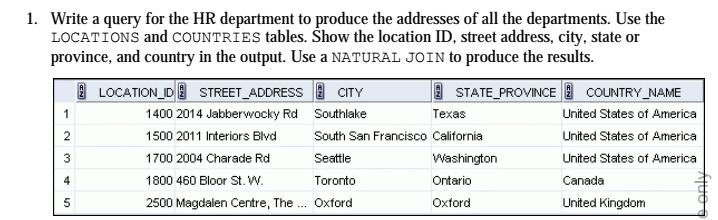 1. Write a query for the HR department to produce the addresses of all the departments. Use the
LOCATIONS and COUNTRIES tables. Show the location ID, street address, city, state or
province, and country in the output. Use a NATURAL JOIN to produce the results.
LOCATION_ID STREET_ADDRESS CITY STATE_PROVINCE COUNTRY_NAME
1 1400 2014 Jabberwocky Rd Southlake Texas United States of America
2 1500 2011 Interiors Blvd South San Francisco California United States of America
3 1700 2004 Charade Rd Seattle Washington United States of America
4 1800 460 Bloor St. W. Toronto Ontario Canada
5 2500 Magdalen Centre, The ... Oxford Oxford United Kingdom
only